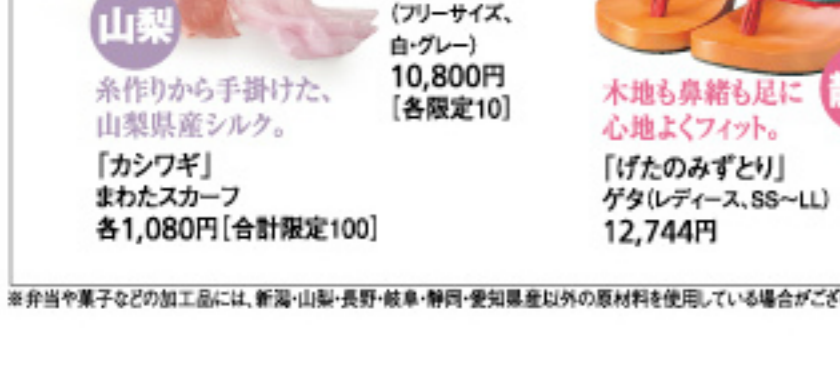 山梨
糸作りから手掛けた、
山梨県産シルク。
「カシワギ」
まわたスカーフ
各1,080円[合計限定100]
(フリーサイズ、
白・グレー)
10,800円
[各限定10]
木地も鼻緒も足に
心地よくフィット。
「げたのみずとり」
ゲタ(レディース、SS〜LL)
12,744円
※弁当や菓子などの加工品には、新潟・山梨・長野・岐阜・静岡・愛知県産以外の原材料を使用している場合がござ